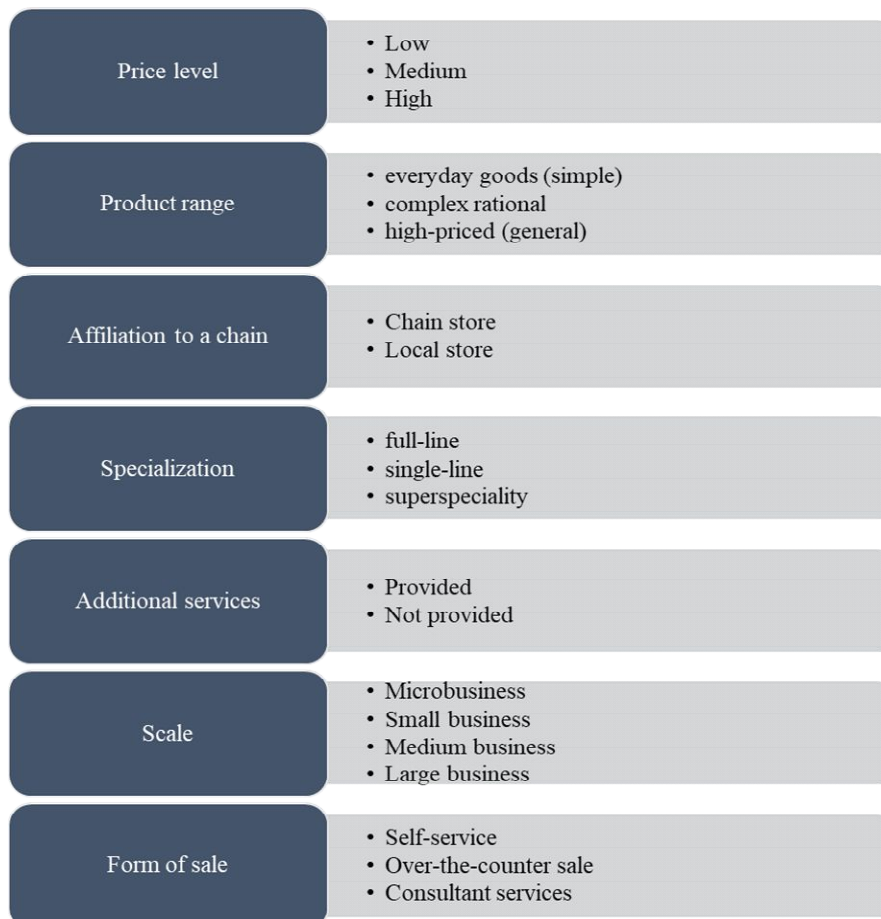 Price level
• Low
• Medium
• High
Product range
• everyday goods (simple)
• complex rational
• high-priced (general)
Affiliation to a chain
• Chain store
• Local store
Specialization
• full-line
• single-line
• superspeciality
Additional services
• Provided
• Not provided
Scale
• Microbusiness
• Small business
• Medium business
• Large business
Form of sale
• Self-service
• Over-the-counter sale
• Consultant services